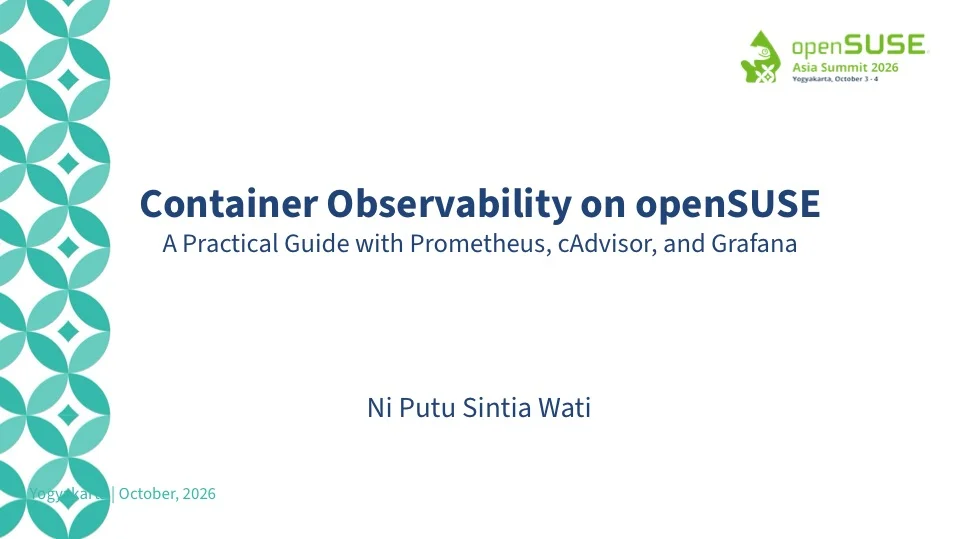 openSUSE
Asia Summit 2026
Yogyakarta, October 3 - 4
Container Observability on openSUSE
A Practical Guide with Prometheus, cAdvisor, and Grafana
Ni Putu Sintia Wati
Yogyakarta | October, 2026